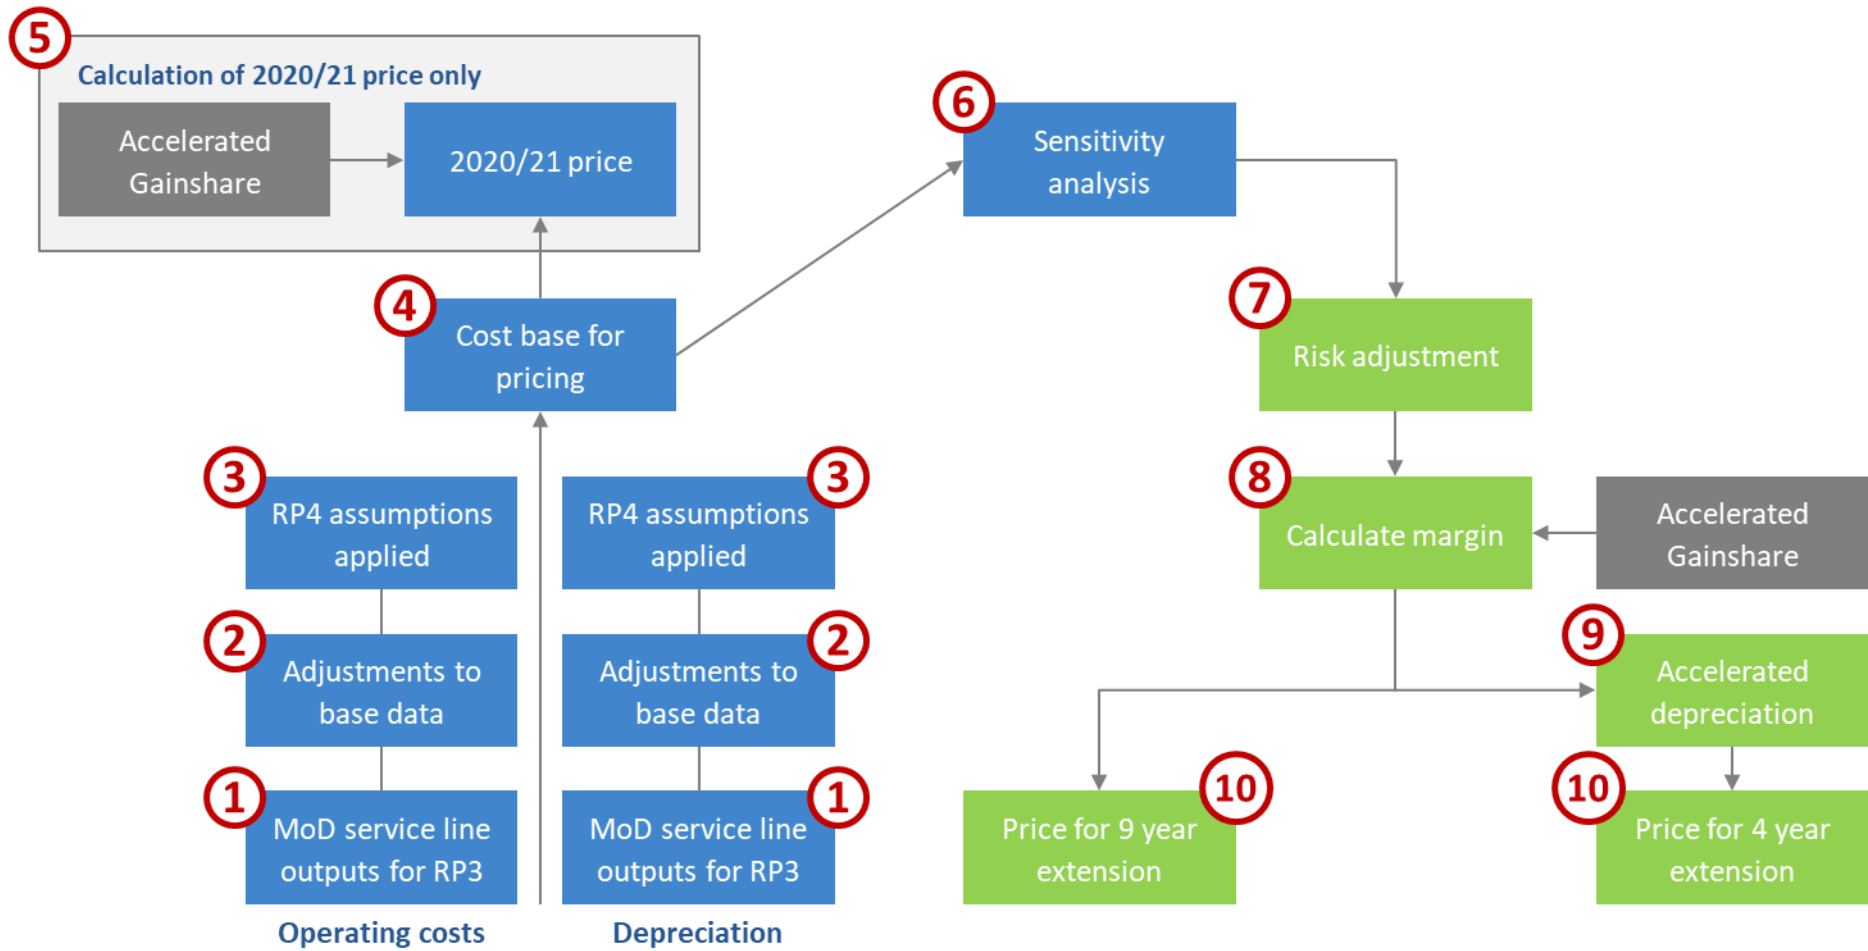 5
Calculation of 2020/21 price only
Accelerated
Gainshare
2020/21 price
6
Sensitivity
analysis
4
Cost base for
pricing
7
Risk adjustment
3
RP4 assumptions
applied
3
RP4 assumptions
applied
8
Calculate margin
Accelerated
Gainshare
2
Adjustments to
base data
2
Adjustments to
base data
9
Accelerated
depreciation
1
MoD service line
outputs for RP3
1
MoD service line
outputs for RP3
10
Price for 9 year
extension
10
Price for 4 year
extension
Operating costs
Depreciation